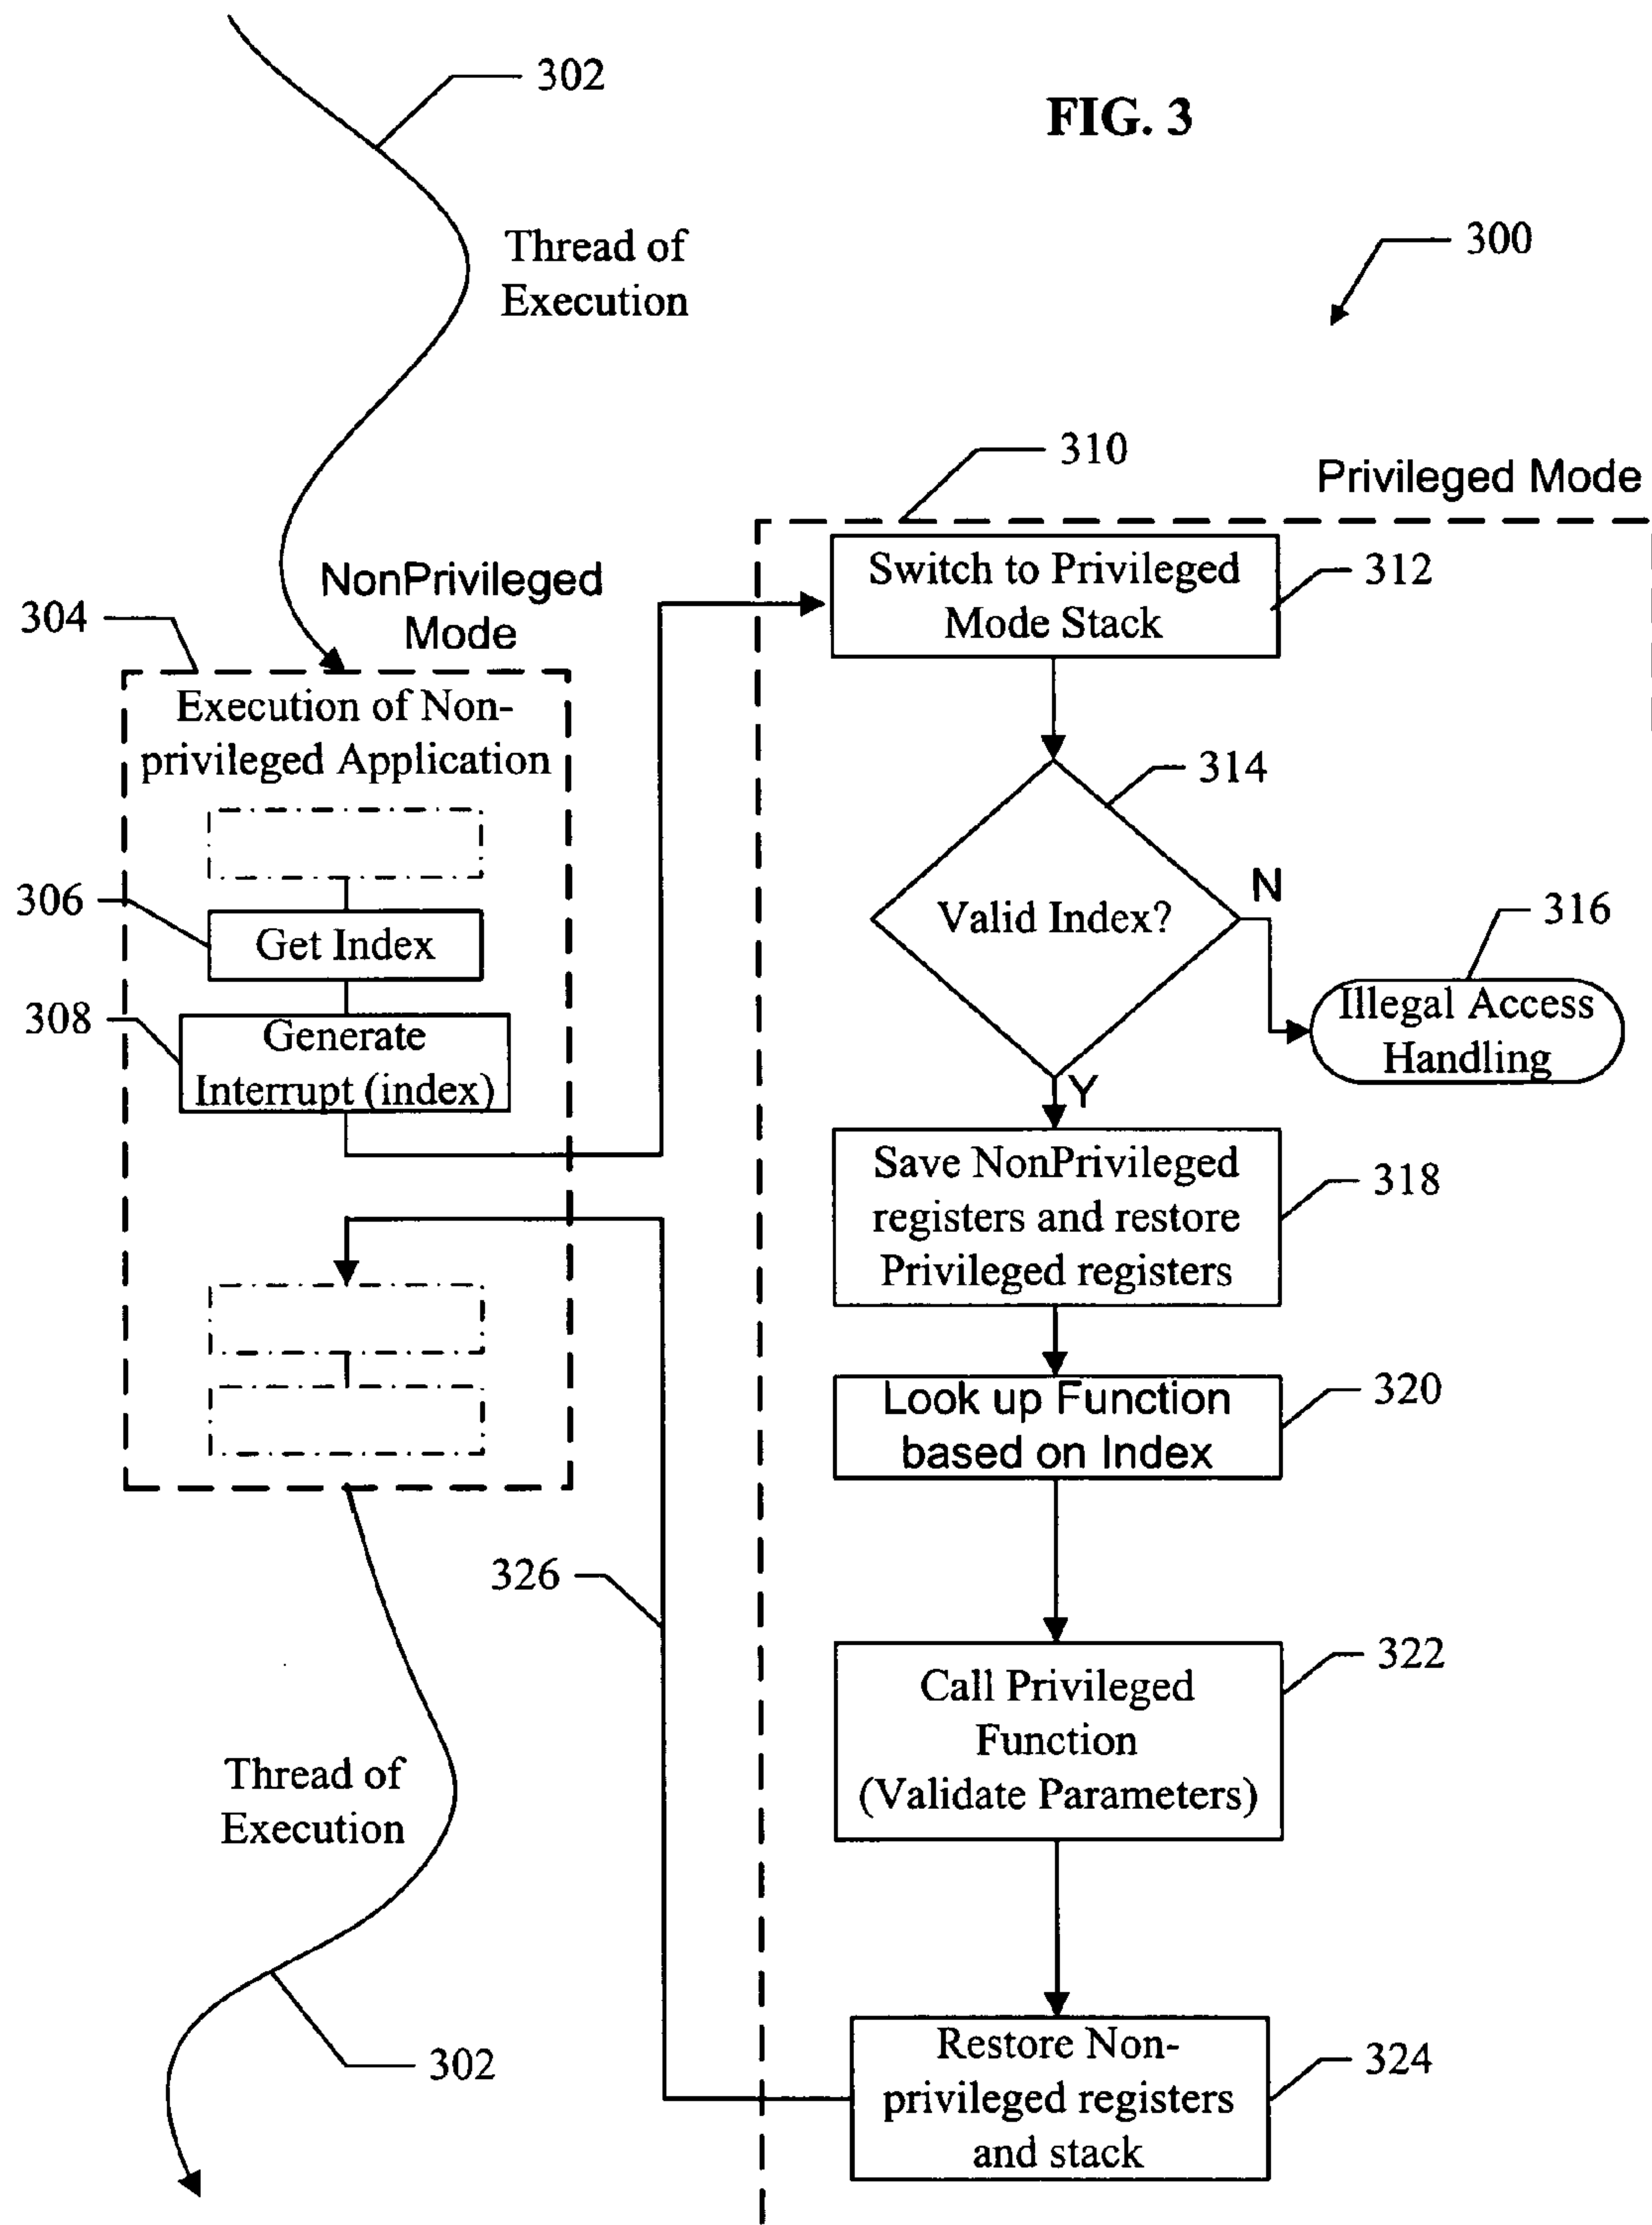 302
FIG. 3
Thread of
Execution
300
310
Privileged Mode
NonPrivileged
Mode
304
Execution of Non-
privileged Application
306
Get Index
308
Generate
Interrupt (index)
Switch to Privileged
Mode Stack
312
314
Valid Index?
N
316
Illegal Access
Handling
Y
Save NonPrivileged
registers and restore
Privileged registers
318
Look up Function
based on Index
320
326
Call Privileged
Function
(Validate Parameters)
322
Thread of
Execution
302
Restore Non-
privileged registers
and stack
324